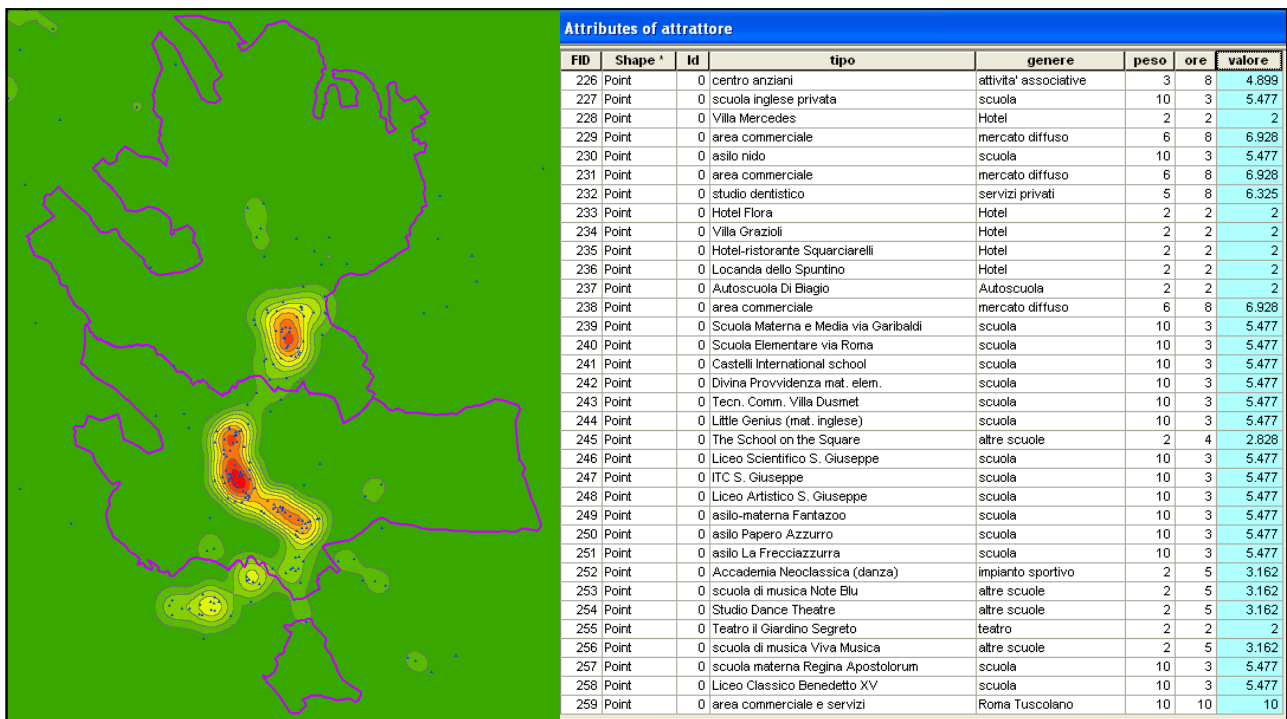 Attributes of attrattore
FID Shape * Id tipo genere peso ore valore
226 Point 0 centro anziani attivita' associative 3 8 4.899
227 Point 0 scuola inglese privata scuola 10 3 5.477
228 Point 0 Villa Mercedes Hotel 2 2 2
229 Point 0 area commerciale mercato diffuso 6 8 6.928
230 Point 0 asilo nido scuola 10 3 5.477
231 Point 0 area commerciale mercato diffuso 6 8 6.928
232 Point 0 studio dentistico servizi privati 5 8 6.325
233 Point 0 Hotel Flora Hotel 2 2 2
234 Point 0 Villa Grazioli Hotel 2 2 2
235 Point 0 Hotel-ristorante Squarciarelli Hotel 2 2 2
236 Point 0 Locanda dello Spuntino Hotel 2 2 2
237 Point 0 Autoscuola Di Biagio Autoscuola 2 2 2
238 Point 0 area commerciale mercato diffuso 6 8 6.928
239 Point 0 Scuola Materna e Media via Garibaldi scuola 10 3 5.477
240 Point 0 Scuola Elementare via Roma scuola 10 3 5.477
241 Point 0 Castelli International school scuola 10 3 5.477
242 Point 0 Divina Provvidenza mat. elem. scuola 10 3 5.477
243 Point 0 Tecn. Comm. Villa Dusmet scuola 10 3 5.477
244 Point 0 Little Genius (mat. inglese) scuola 10 3 5.477
245 Point 0 The School on the Square altre scuole 2 4 2.828
246 Point 0 Liceo Scientifico S. Giuseppe scuola 10 3 5.477
247 Point 0 ITC S. Giuseppe scuola 10 3 5.477
248 Point 0 Liceo Artistico S. Giuseppe scuola 10 3 5.477
249 Point 0 asilo-materna Fantazoo scuola 10 3 5.477
250 Point 0 asilo Papero Azzurro scuola 10 3 5.477
251 Point 0 asilo La Frecciazzurra scuola 10 3 5.477
252 Point 0 Accademia Neoclassica (danza) impianto sportivo 2 5 3.162
253 Point 0 scuola di musica Note Blu altre scuole 2 5 3.162
254 Point 0 Studio Dance Theatre altre scuole 2 5 3.162
255 Point 0 Teatro il Giardino Segreto teatro 2 2 2
256 Point 0 scuola di musica Viva Musica altre scuole 2 5 3.162
257 Point 0 scuola materna Regina Apostolorum scuola 10 3 5.477
258 Point 0 Liceo Classico Benedetto XV scuola 10 3 5.477
259 Point 0 area commerciale e servizi Roma Tuscolano 10 10 10